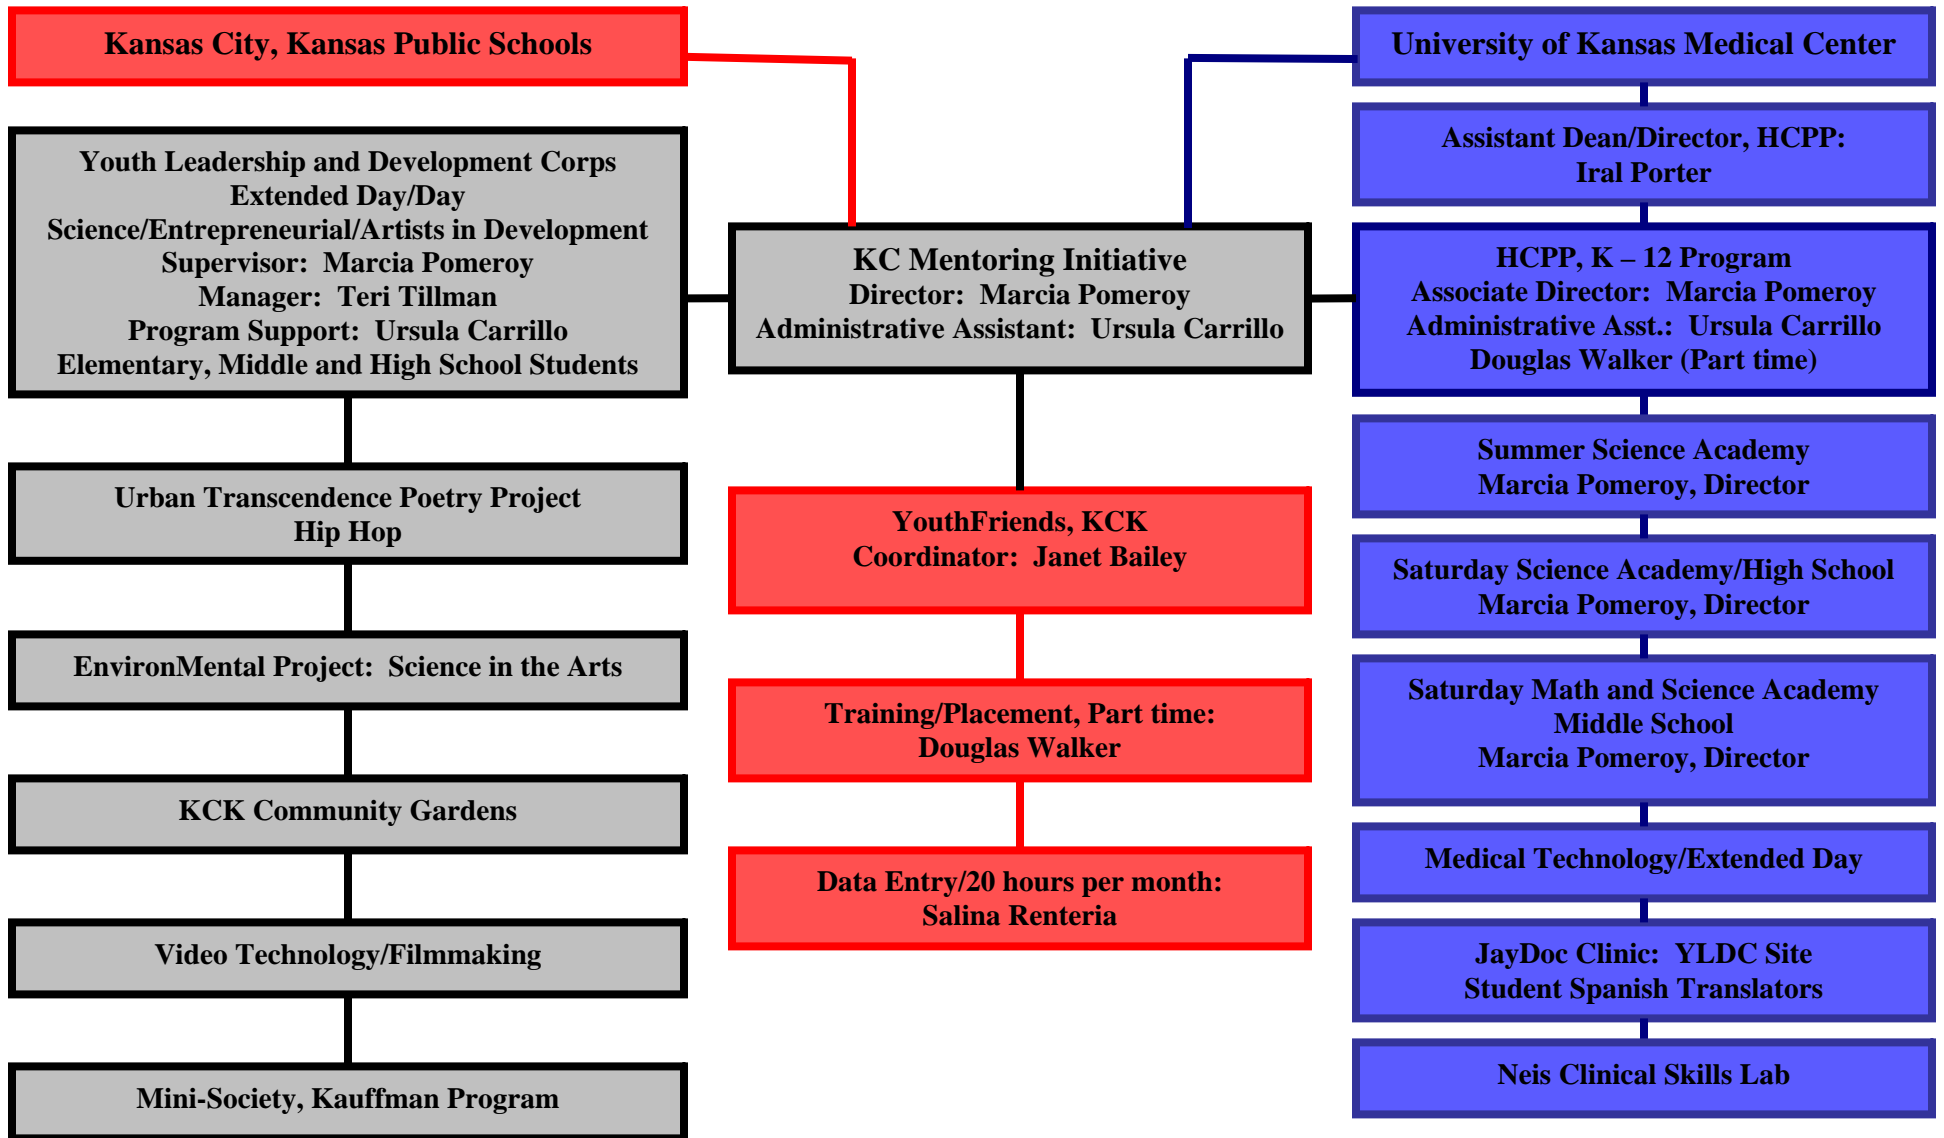 Kansas City, Kansas Public Schools
University of Kansas Medical Center
Youth Leadership and Development Corps
Extended Day/Day
Science/Entrepreneurial/Artists in Development
Supervisor:  Marcia Pomeroy
Manager:  Teri Tillman
Program Support:  Ursula Carrillo
Elementary, Middle and High School Students
Urban Transcendence Poetry Project
Hip Hop
EnvironMental Project:  Science in the Arts
KCK Community Gardens
Video Technology/Filmmaking
Mini-Society, Kauffman Program
KC Mentoring Initiative
Director:  Marcia Pomeroy
Administrative Assistant:  Ursula Carrillo
YouthFriends, KCK
Coordinator:  Janet Bailey
Training/Placement, Part time:
Douglas Walker
Data Entry/20 hours per month:
Salina Renteria
Assistant Dean/Director, HCPP:
Iral Porter
HCPP, K – 12 Program
Associate Director:  Marcia Pomeroy
Administrative Asst.:  Ursula Carrillo
Douglas Walker (Part time)
Summer Science Academy
Marcia Pomeroy, Director
Saturday Science Academy/High School
Marcia Pomeroy, Director
Saturday Math and Science Academy
Middle School
Marcia Pomeroy, Director
Medical Technology/Extended Day
JayDoc Clinic:  YLDC Site
Student Spanish Translators
Neis Clinical Skills Lab